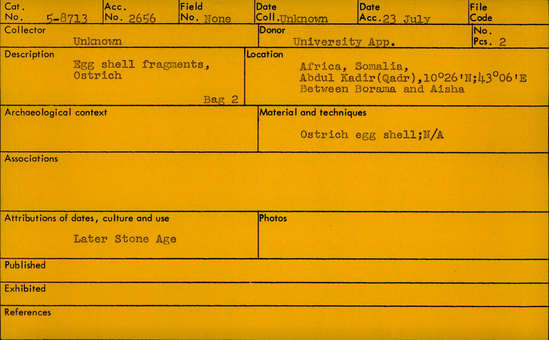 Cat. No. 5-8713 Acc. No. 2656 Field No. None Date Coll. Unknown Date Acc. 23 July File Code
Collector Unknown Donor University App. No. Pcs. 2
Description Egg shell fragments,
Ostrich
Bag 2
Location Africa, Somalia,
Abdul Kadir(Qadr),10°26'N;43°06'E
Between Borama and Aisha
Archaeological context
Material and techniques
Ostrich egg shell;N/A
Associations
Attributions of dates, culture and use
Later Stone Age
Photos
Published
Exhibited
References